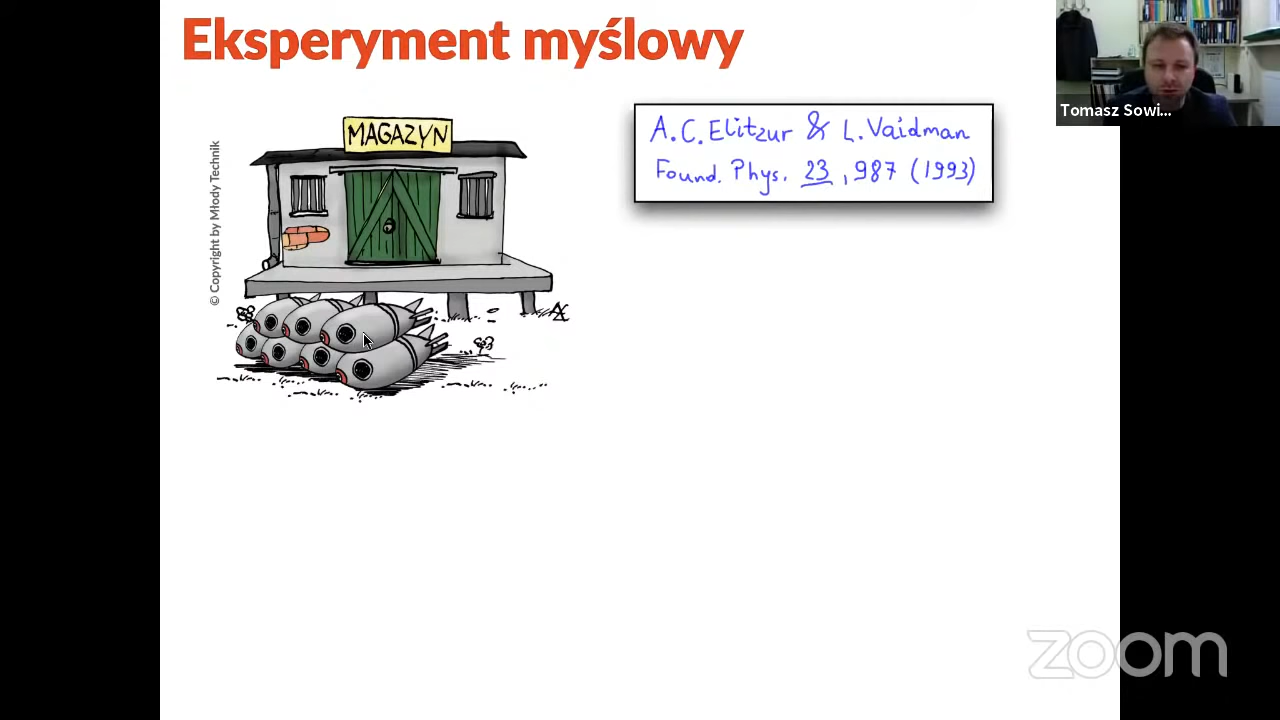 Eksperyment myślowy
Tomasz Sowi...
MAGAZYN
A.C. Elitzur & L. Vaidman
Found. Phys. 23, 987 (1993)
© Copyright by Młody Technik
zoom